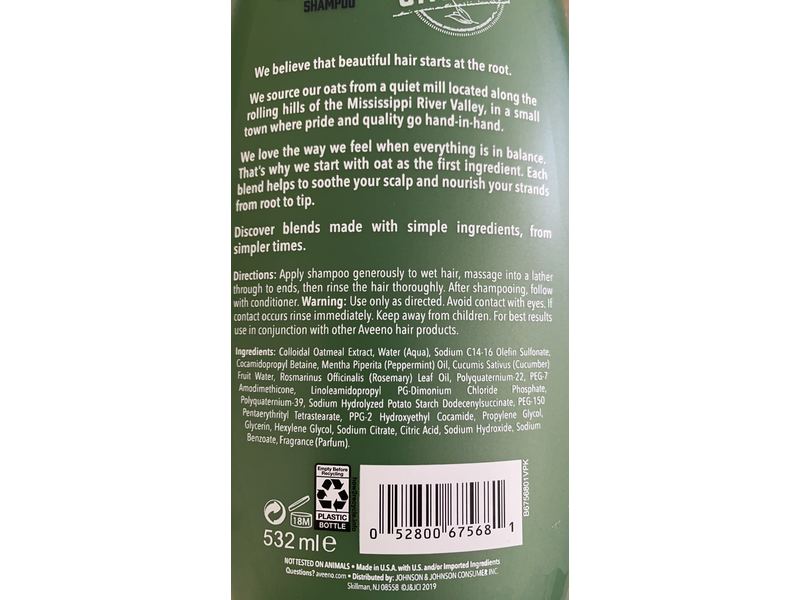 SHAMPOO
We believe that beautiful hair starts at the root.
We source our oats from a quiet mill located along the
rolling hills of the Mississippi River Valley, in a small
town where pride and quality go hand-in-hand.
We love the way we feel when everything is in balance.
That's why we start with oat as the first ingredient. Each
blend helps to soothe your scalp and nourish your strands
from root to tip.
Discover blends made with simple ingredients, from
simpler times.
Directions: Apply shampoo generously to wet hair, massage into a lather
through to ends, then rinse the hair thoroughly. After shampooing, follow
with conditioner. Warning: Use only as directed. Avoid contact with eyes. If
contact occurs rinse immediately. Keep away from children. For best results
use in conjunction with other Aveeno hair products.
Ingredients: Colloidal Oatmeal Extract, Water (Aqua), Sodium C14-16 Olefin Sulfonate,
Cocamidopropyl Betaine, Mentha Piperita (Peppermint) Oil, Cucumis Sativus (Cucumber)
Fruit Water, Rosmarinus Officinalis (Rosemary) Leaf Oil, Polyquaternium-22, PEG-7
Amodimethicone, Linoleamidopropyl PG-Dimonium Chloride Phosphate,
Polyquaternium-39, Sodium Hydrolyzed Potato Starch Dodecenylsuccinate, PEG-150
Pentaerythrityl Tetrastearate, PPG-2 Hydroxyethyl Cocamide, Propylene Glycol,
Glycerin, Hexylene Glycol, Sodium Citrate, Citric Acid, Sodium Hydroxide, Sodium
Benzoate, Fragrance (Parfum).
Empty Before
Recycling
PLASTIC
BOTTLE
how2recycle.info
18M
532 ml e
0 52800 67568 1
B6756801VPK
NOT TESTED ON ANIMALS • Made in U.S.A. with U.S. and/or Imported Ingredients
Questions? aveeno.com • Distributed by: JOHNSON & JOHNSON CONSUMER INC.
Skillman, NJ 08558 ©J&JCI 2019